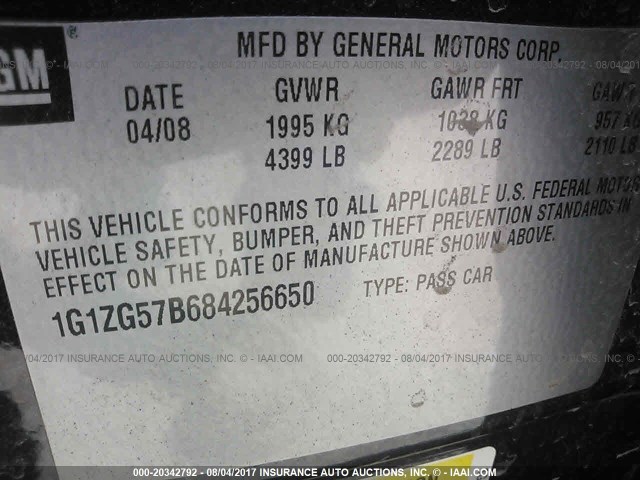 GM
MFD BY GENERAL MOTORS CORP
DATE GVWR GAWR FRT
04/08 1995 KG KG 957
4399 LB 2289 LB 2110 LB
THIS VEHICLE CONFORMS TO ALL APPLICABLE U.S. FEDERAL MOTOR
VEHICLE SAFETY, BUMPER, AND THEFT PREVENTION STANDARDS IN
EFFECT ON THE DATE OF MANUFACTURE SHOWN ABOVE.
1G1ZG57B684256650 TYPE: PASS CAR
000-20342792 - 08/04/2017 INSURANCE AUTO AUCTIONS, INC. © - IAAI.COM